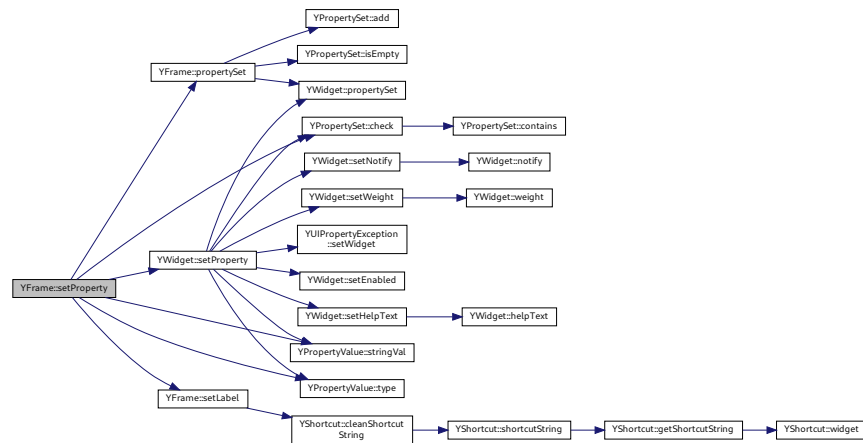 YPropertySet::add
YPropertySet::isEmpty
YFrame::propertySet
YWidget::propertySet
YPropertySet::check
YPropertySet::contains
YWidget::setNotify
YWidget::notify
YWidget::setWeight
YWidget::weight
YUIPropertyException
::setWidget
YWidget::setProperty
YWidget::setEnabled
YFrame::setProperty
YWidget::setHelpText
YWidget::helpText
YPropertyValue::stringVal
YPropertyValue::type
YFrame::setLabel
YShortcut::cleanShortcut
String
YShortcut::shortcutString
YShortcut::getShortcutString
YShortcut::widget